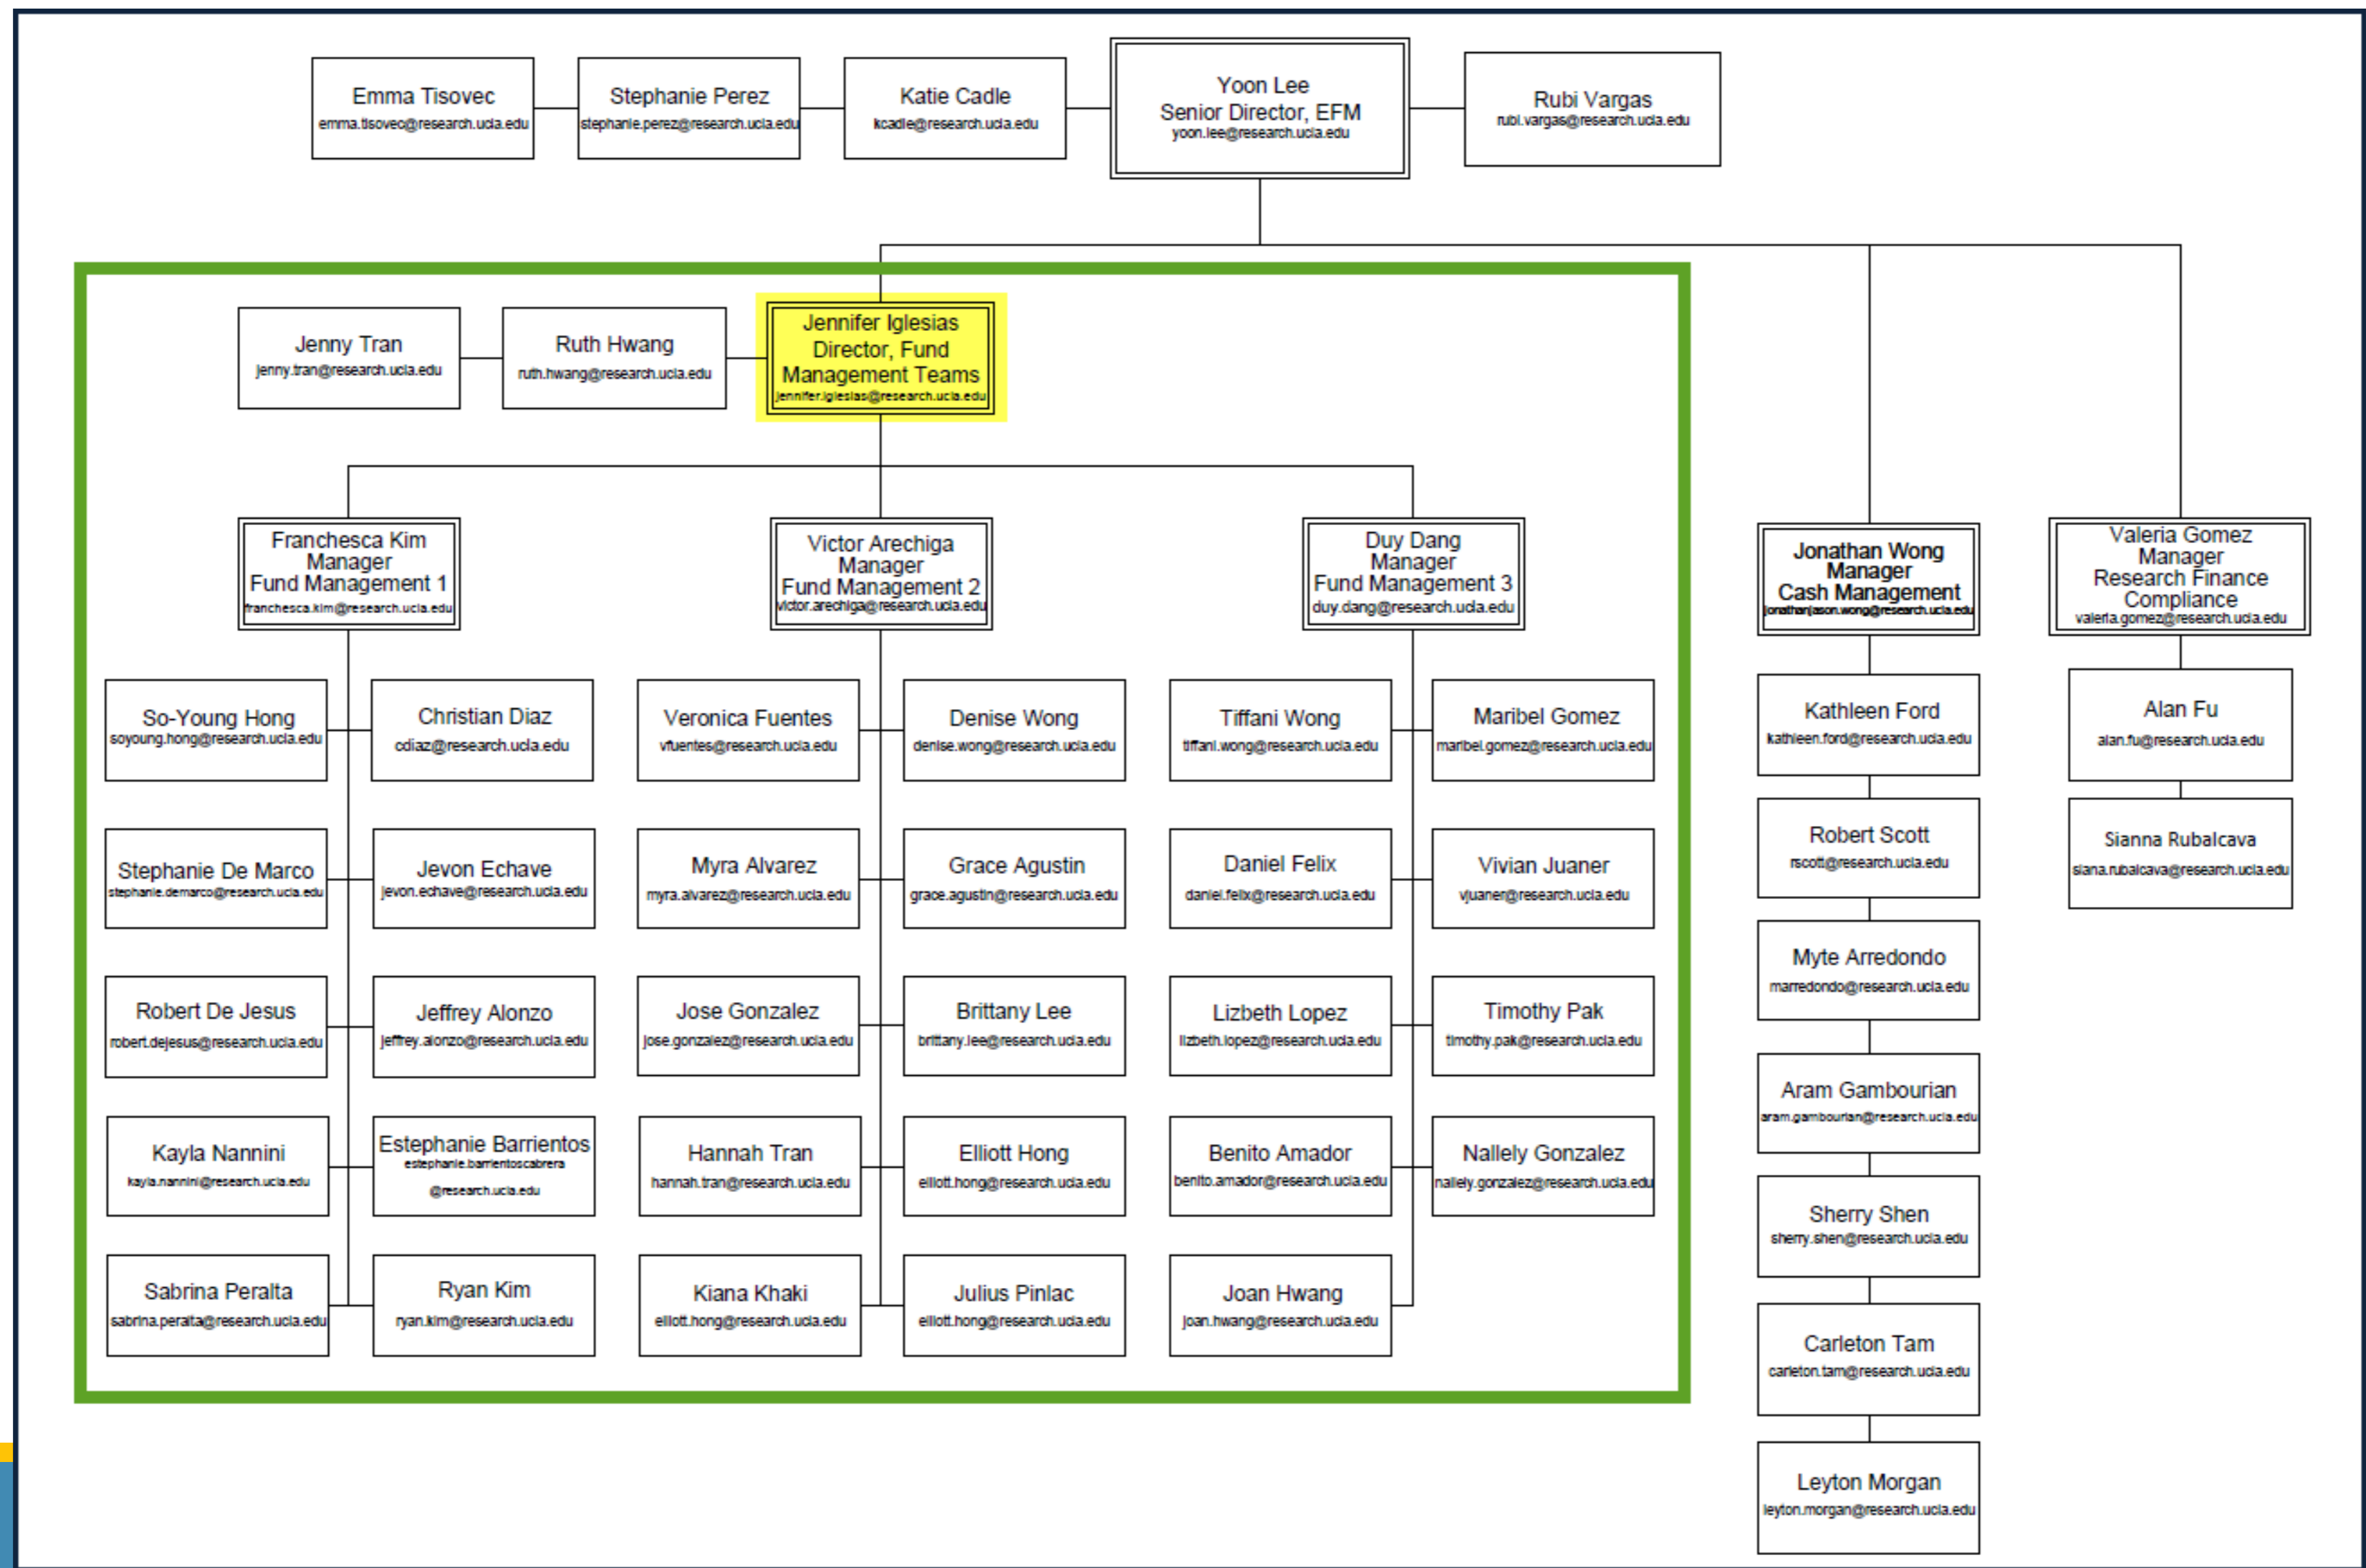 Emma Tisovec
emma.tisovec@research.ucla.edu
Stephanie Perez
stephanie.perez@research.ucla.edu
Katie Cadle
kcadle@research.ucla.edu
Yoon Lee
Senior Director, EFM
yoon.lee@research.ucla.edu
Rubi Vargas
rubi.vargas@research.ucla.edu
Jenny Tran
jenny.tran@research.ucla.edu
Ruth Hwang
ruth.hwang@research.ucla.edu
Jennifer Iglesias
Director, Fund
Management Teams
jennifer.iglesias@research.ucla.edu
Franchesca Kim
Manager
Fund Management 1
franchesca.kim@research.ucla.edu
Victor Arechiga
Manager
Fund Management 2
victor.arechiga@research.ucla.edu
Duy Dang
Manager
Fund Management 3
duy.dang@research.ucla.edu
Jonathan Wong
Manager
Cash Management
jonathanjason.wong@research.ucla.edu
Valeria Gomez
Manager
Research Finance
Compliance
valeria.gomez@research.ucla.edu
So-Young Hong
soyoung.hong@research.ucla.edu
Christian Diaz
cdiaz@research.ucla.edu
Veronica Fuentes
vfuentes@research.ucla.edu
Denise Wong
denise.wong@research.ucla.edu
Tiffani Wong
tiffani.wong@research.ucla.edu
Maribel Gomez
maribel.gomez@research.ucla.edu
Kathleen Ford
kathleen.ford@research.ucla.edu
Alan Fu
alan.fu@research.ucla.edu
Stephanie De Marco
stephanie.demarco@research.ucla.edu
Jevon Echave
jevon.echave@research.ucla.edu
Myra Alvarez
myra.alvarez@research.ucla.edu
Grace Agustin
grace.agustin@research.ucla.edu
Daniel Felix
daniel.felix@research.ucla.edu
Vivian Juaner
vjuaner@research.ucla.edu
Robert Scott
rscott@research.ucla.edu
Sianna Rubalcava
siana.rubalcava@research.ucla.edu
Robert De Jesus
robert.dejesus@research.ucla.edu
Jeffrey Alonzo
jeffrey.alonzo@research.ucla.edu
Jose Gonzalez
jose.gonzalez@research.ucla.edu
Brittany Lee
brittany.lee@research.ucla.edu
Lizbeth Lopez
lizbeth.lopez@research.ucla.edu
Timothy Pak
timothy.pak@research.ucla.edu
Myte Arredondo
marredondo@research.ucla.edu
Kayla Nannini
kayla.nannini@research.ucla.edu
Estephanie Barrientos
estephanie.barrientoscabrera
@research.ucla.edu
Hannah Tran
hannah.tran@research.ucla.edu
Elliott Hong
elliott.hong@research.ucla.edu
Benito Amador
benito.amador@research.ucla.edu
Nallely Gonzalez
nallely.gonzalez@research.ucla.edu
Aram Gambourian
aram.gambourian@research.ucla.edu
Sherry Shen
sherry.shen@research.ucla.edu
Sabrina Peralta
sabrina.peralta@research.ucla.edu
Ryan Kim
ryan.kim@research.ucla.edu
Kiana Khaki
elliott.hong@research.ucla.edu
Julius Pinlac
elliott.hong@research.ucla.edu
Joan Hwang
joan.hwang@research.ucla.edu
Carleton Tam
carleton.tam@research.ucla.edu
Leyton Morgan
leyton.morgan@research.ucla.edu